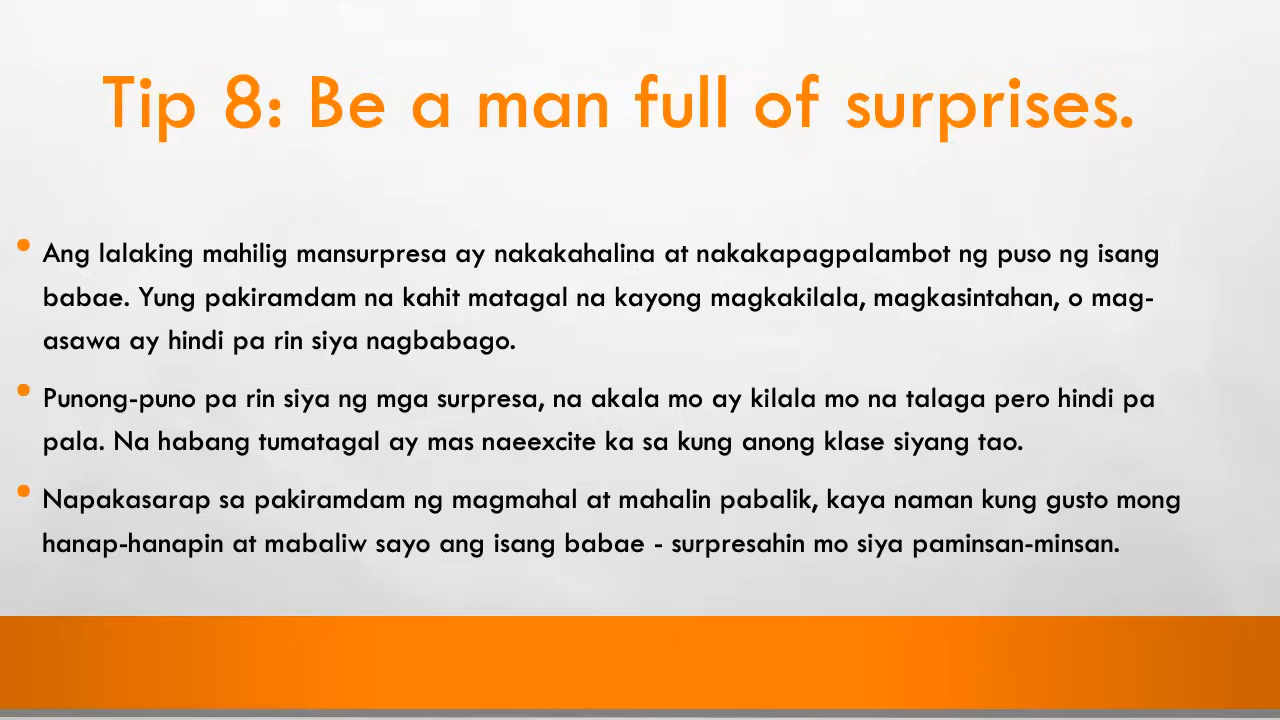 Tip 8: Be a man full of surprises.
• Ang lalaking mahilig mansurpresa ay nakakahalina at nakakapagpalambot ng puso ng isang
babae. Yung pakiramdam na kahit matagal na kayong magkakilala, magkasintahan, o mag-
asawa ay hindi pa rin siya nagbabago.
• Punong-puno pa rin siya ng mga surpresa, na akala mo ay kilala mo na talaga pero hindi pa
pala. Na habang tumatagal ay mas naeexcite ka sa kung anong klase siyang tao.
• Napakasarap sa pakiramdam ng magmahal at mahalin pabalik, kaya naman kung gusto mong
hanap-hanapin at mabaliw sayo ang isang babae - surpresahin mo siya paminsan-minsan.